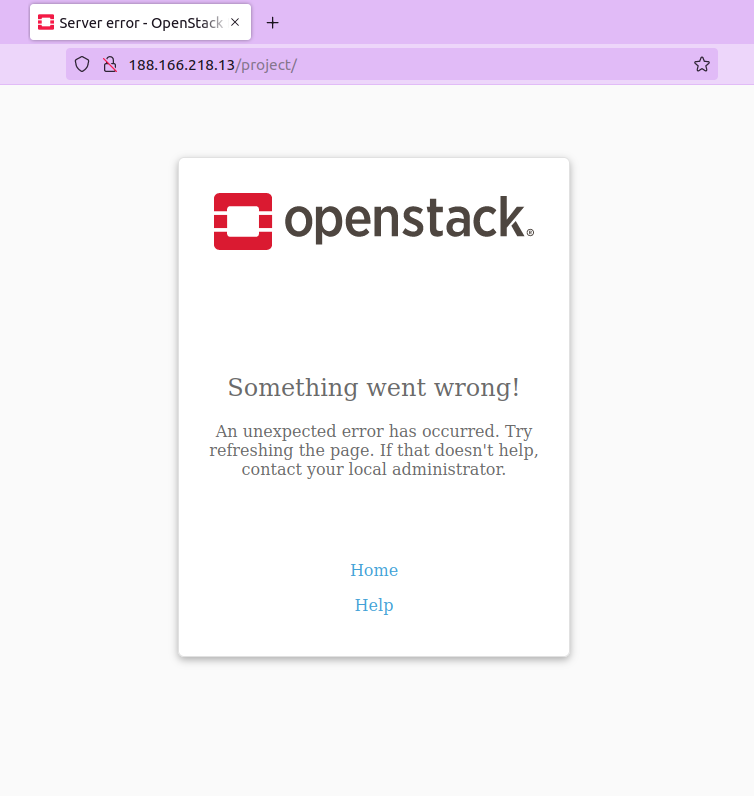 Server error - OpenStack
188.166.218.13/project/
openstack®
Something went wrong!
An unexpected error has occurred. Try
refreshing the page. If that doesn't help,
contact your local administrator.
Home
Help